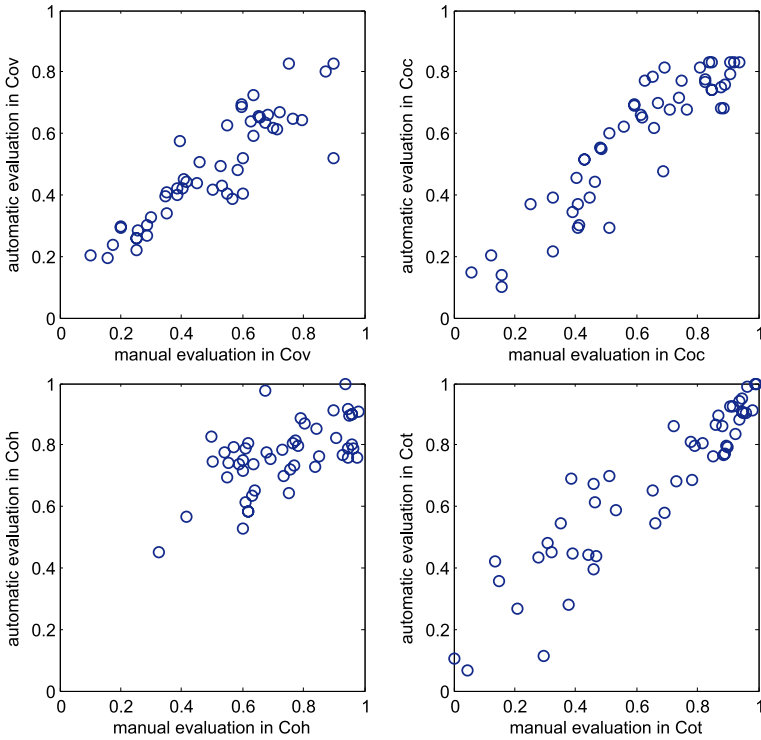 1
0.8
0.6
0.4
0.2
0
0 0.2 0.4 0.6 0.8 1
automatic evaluation in Cov
manual evaluation in Cov
1
0.8
0.6
0.4
0.2
0
0 0.2 0.4 0.6 0.8 1
automatic evaluation in Coc
manual evaluation in Coc
1
0.8
0.6
0.4
0.2
0
0 0.2 0.4 0.6 0.8 1
automatic evaluation in Coh
manual evaluation in Coh
1
0.8
0.6
0.4
0.2
0
0 0.2 0.4 0.6 0.8 1
automatic evaluation in Cot
manual evaluation in Cot